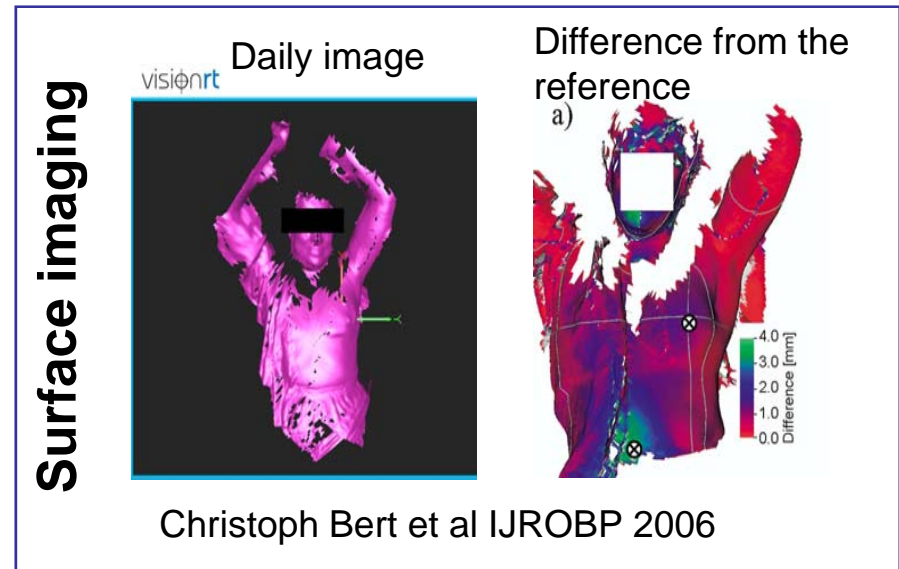 Surface imaging
visionrt
Daily image
Difference from the
reference
a)
4.0
3.0
2.0
1.0
0.0
Difference [mm]
Christoph Bert et al IJROBP 2006